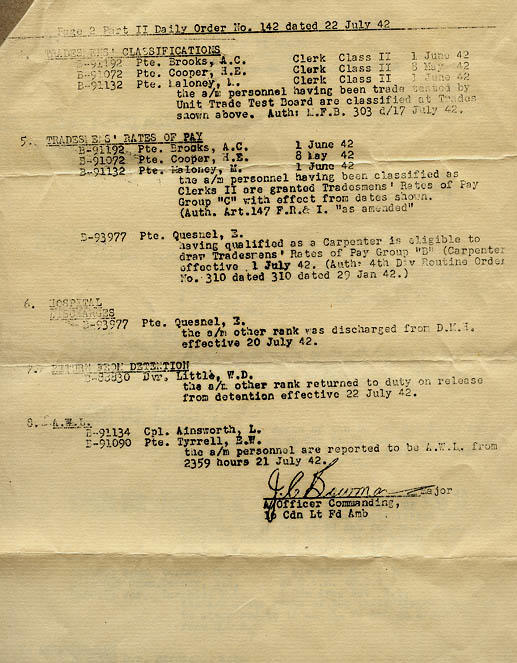 Page 2 Part II Daily Order No. 142 dated 22 July 42
TRADESMENS' CLASSIFICATIONS
B-91192 Pte. Brooks, A.C. Clerk Class II 1 June 42
B-91072 Pte. Cooper, H.E. Clerk Class II 8 May 42
B-91132 Pte. Maloney, M. Clerk Class II 1 June 42
the a/m personnel having been trade tested by
Unit Trade Test Board are classified at Trades
shown above. Auth: M.F.B. 303 d/17 July 42.
5. TRADESMENS' RATES OF PAY
B-91192 Pte. Brooks, A.C. 1 June 42
B-91072 Pte. Cooper, H.E. 8 May 42
B-91132 Pte. Maloney, M. 1 June 42
the a/m personnel having been classified as
Clerks II are granted Tradesmens' Rates of Pay
Group "C" with effect from dates shown.
(Auth. Art.147 F.R.& I. "as amended"
B-93977 Pte. Quesnel, E.
having qualified as a Carpenter is eligible to
draw Tradesmens' Rates of Pay Group "B" (Carpenter
effective 1 July 42. (Auth: 4th Div Routine Order
No. 310 dated 310 dated 29 Jan 42.)
6. HOSPITAL
DISCHARGES
B-93977 Pte. Quesnel, E.
the a/m other rank was discharged from D.M.H.
effective 20 July 42.
7. RETURN FROM DETENTION
B-83830 Dvr. Little, W.D.
the a/m other rank returned to duty on release
from detention effective 22 July 42.
8. A.W.L.
B-91134 Cpl. Ainsworth, L.
B-91090 Pte. Tyrrell, E.W.
the a/m personnel are reported to be A.W.L. from
2359 hours 21 July 42.
Major
A/Officer Commanding,
16 Cdn Lt Fd Amb